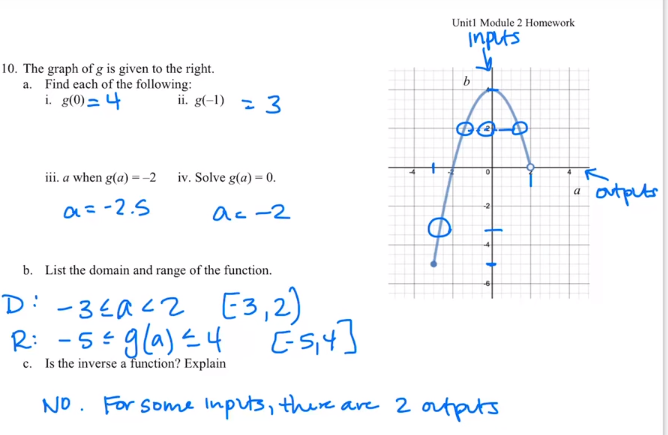 Unit1 Module 2 Homework
inputs
10. The graph of g is given to the right.
a. Find each of the following:
i. g(0) = 4 ii. g(−1) = 3
b
2
-4 -2 0 4
a outputs
-2
-4
-6
iii. a when g(a) = −2 iv. Solve g(a) = 0.
a = -2.5 a = -2
b. List the domain and range of the function.
D: -3 ≤ a < 2 [-3, 2)
R: -5 ≤ g(a) ≤ 4 [-5, 4]
c. Is the inverse a function? Explain
NO. For some inputs, there are 2 outputs